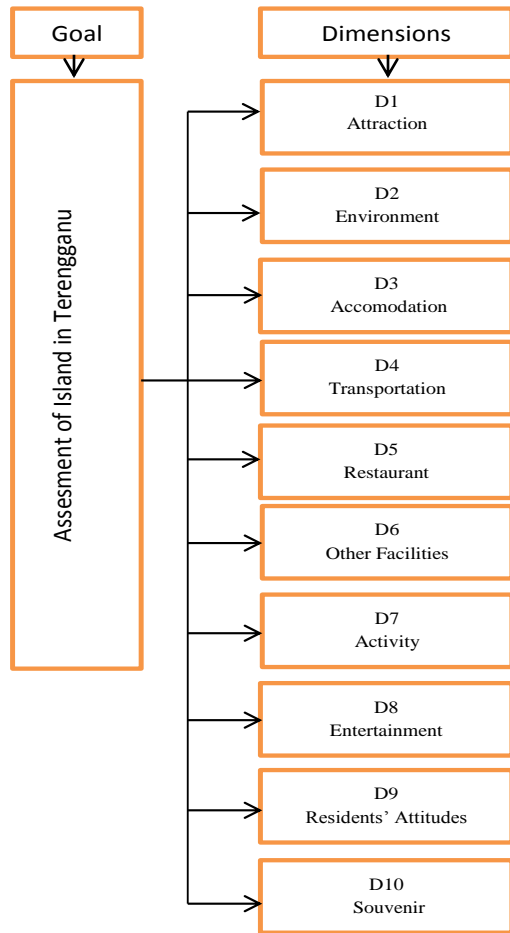 Goal
Dimensions
Assesment of Island in Terengganu
D1
Attraction
D2
Environment
D3
Accomodation
D4
Transportation
D5
Restaurant
D6
Other Facilities
D7
Activity
D8
Entertainment
D9
Residents’ Attitudes
D10
Souvenir